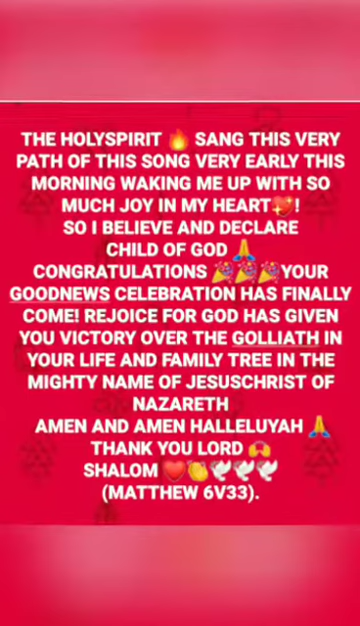 THE HOLYSPIRIT 🔥 SANG THIS VERY
PATH OF THIS SONG VERY EARLY THIS
MORNING WAKING ME UP WITH SO
MUCH JOY IN MY HEART💖!
SO I BELIEVE AND DECLARE
CHILD OF GOD 🙏
CONGRATULATIONS 🎉🎉🎉YOUR
GOODNEWS CELEBRATION HAS FINALLY
COME! REJOICE FOR GOD HAS GIVEN
YOU VICTORY OVER THE GOLLIATH IN
YOUR LIFE AND FAMILY TREE IN THE
MIGHTY NAME OF JESUSCHRIST OF
NAZARETH
AMEN AND AMEN HALLELUYAH 🙏
THANK YOU LORD 🙌
SHALOM ❤️👏🕊️🕊️🕊️
(MATTHEW 6V33).